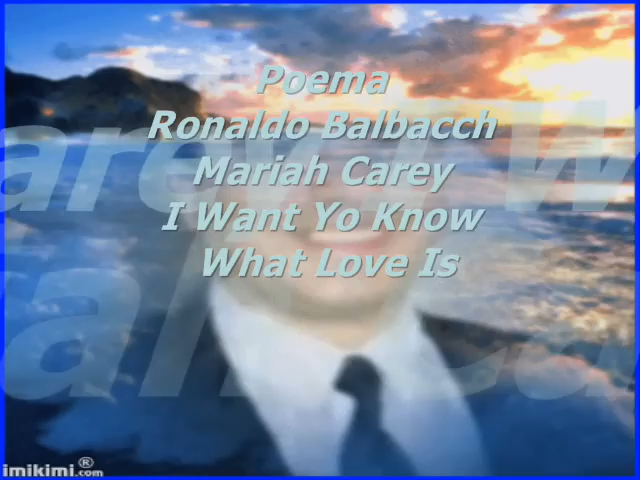 Poema
Ronaldo Balbacch
Mariah Carey
I Want Yo Know
What Love Is
imikimi.com®